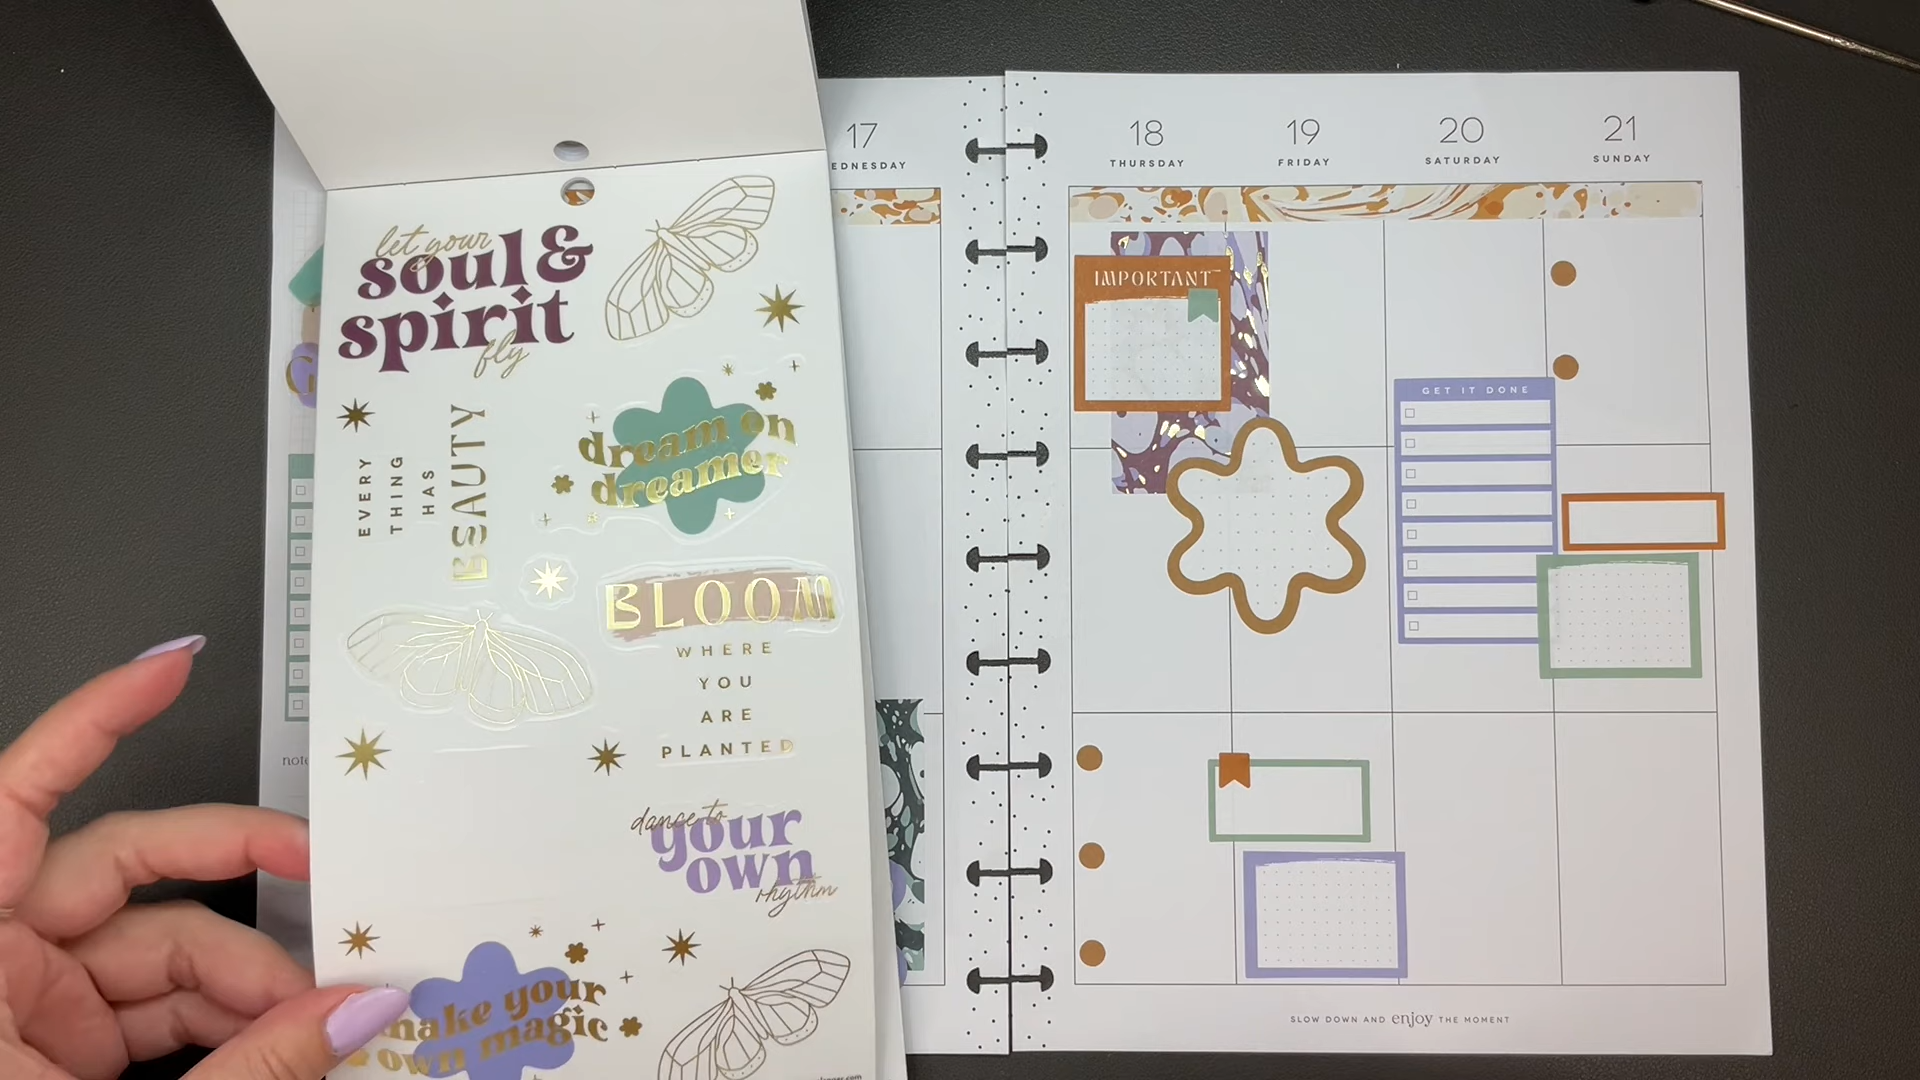 let your
soul &
spirit
fly
EVERY
THING
HAS
BEAUTY
dream on
dreamer
BLOOM
WHERE
YOU
ARE
PLANTED
dance to
your
own
rhythm
make your
own magic
17
EDNESDAY
18
THURSDAY
19
FRIDAY
20
SATURDAY
21
SUNDAY
IMPORTANT
GET IT DONE
SLOW DOWN AND enjoy THE MOMENT